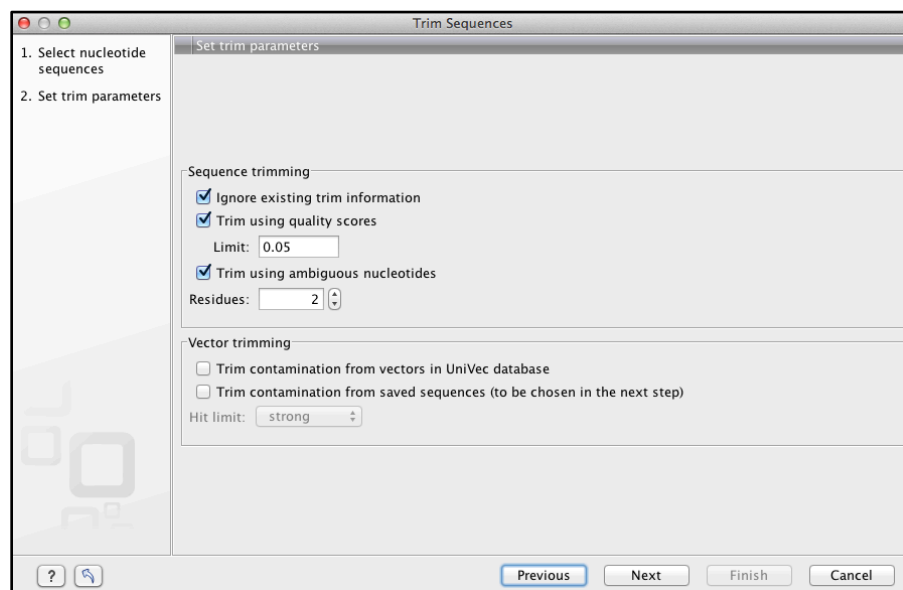 Trim Sequences
1. Select nucleotide
sequences
2. Set trim parameters
Set trim parameters
Sequence trimming
Ignore existing trim information
Trim using quality scores
Limit: 0.05
Trim using ambiguous nucleotides
Residues: 2
Vector trimming
Trim contamination from vectors in UniVec database
Trim contamination from saved sequences (to be chosen in the next step)
Hit limit: strong
? Previous Next Finish Cancel